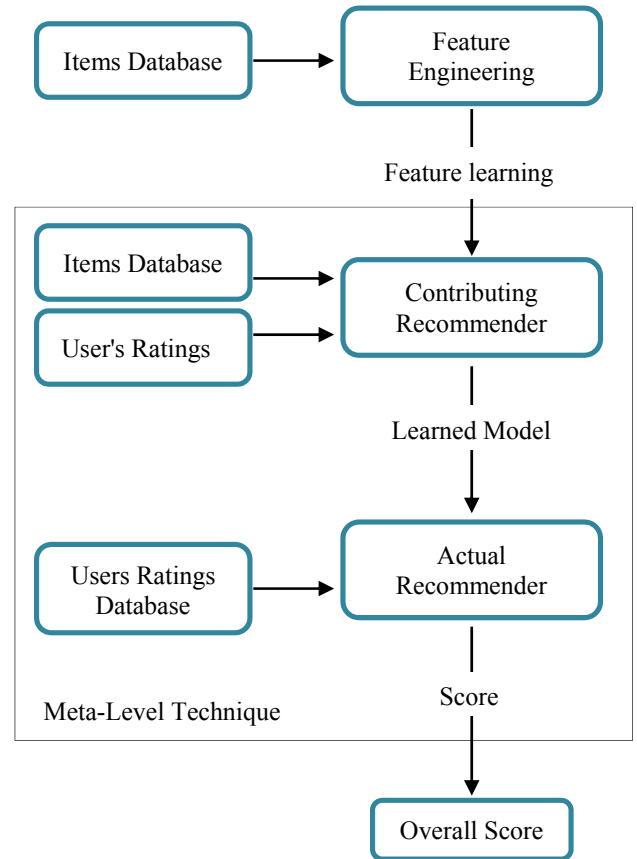 Items Database
Feature
Engineering
Feature learning
Items Database
User's Ratings
Contributing
Recommender
Learned Model
Users Ratings
Database
Actual
Recommender
Score
Meta-Level Technique
Overall Score